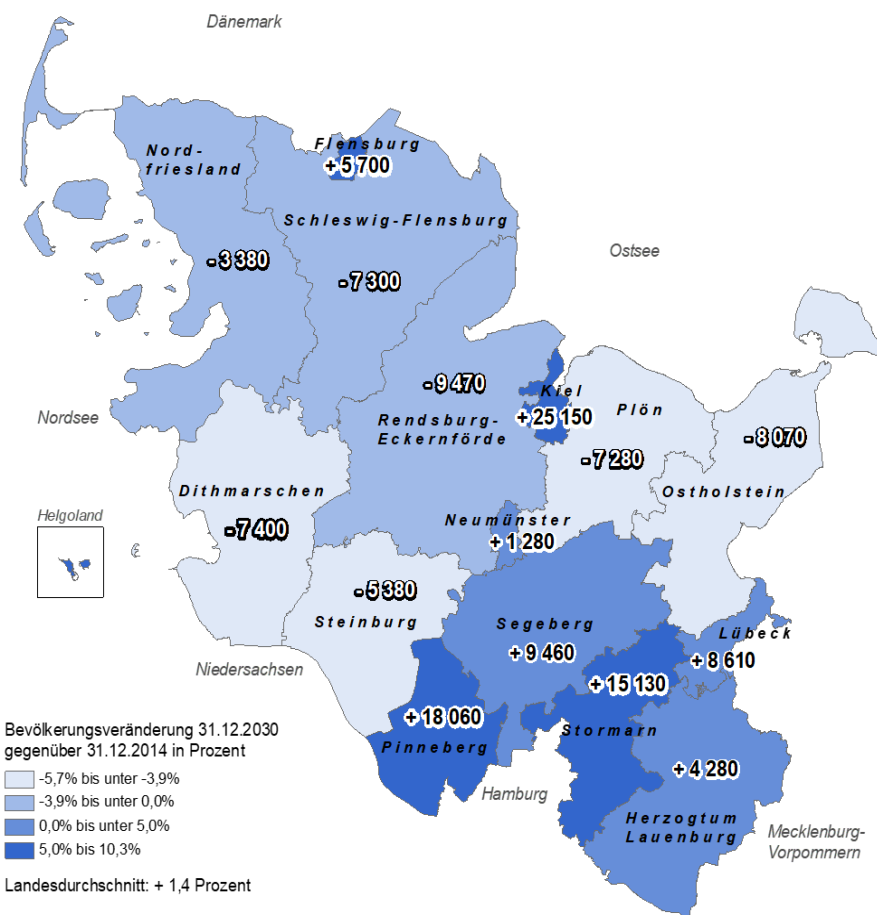 Dänemark
Flensburg
+ 5 700
Nord-
friesland
Schleswig-Flensburg
- 3 380
- 7 300
Ostsee
- 9 470
Kiel
+ 25 150
Rendsburg-
Eckernförde
Plön
- 8 070
Nordsee
- 7 280
Dithmarschen
Ostholstein
- 7 400
Helgoland
Neumünster
+ 1 280
- 5 380
Steinburg
Segeberg
Lübeck
+ 9 460
+ 8 610
Niedersachsen
+ 15 130
+ 18 060
Stormarn
Pinneberg
+ 4 280
Hamburg
Herzogtum
Lauenburg
Mecklenburg-
Vorpommern
Bevölkerungsveränderung 31.12.2030
gegenüber 31.12.2014 in Prozent
-5,7% bis unter -3,9%
-3,9% bis unter 0,0%
0,0% bis unter 5,0%
5,0% bis 10,3%
Landesdurchschnitt: + 1,4 Prozent